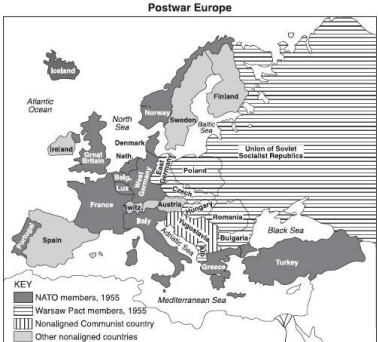 Postwar Europe
Iceland
Atlantic
Ocean
Norway
Finland
Sweden
North
Sea
Baltic
Sea
Ireland
Great
Britain
Denmark
Neth.
Union of Soviet
Socialist Republics
East
Germany
Poland
Belg.
Lux
West
Germany
Czech.
France
Switz.
Austria
Hungary
Romania
Italy
Yugoslavia
Adriatic Sea
Bulgaria
Black Sea
Portugal
Spain
Greece
Turkey
Mediterranean Sea
KEY
NATO members, 1955
Warsaw Pact members, 1955
Nonaligned Communist country
Other nonaligned countries